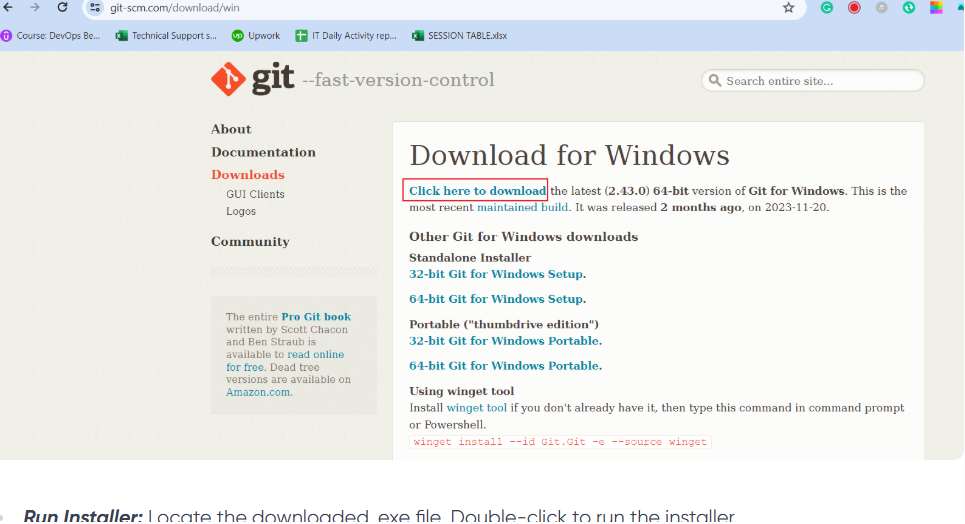 git-scm.com/download/win
Course: DevOps Be...
Technical Support s...
Upwork
IT Daily Activity rep...
SESSION TABLE.xlsx
git --fast-version-control
Search entire site...
About
Documentation
Downloads
GUI Clients
Logos
Community
The entire Pro Git book
written by Scott Chacon
and Ben Straub is
available to read online
for free. Dead tree
versions are available on
Amazon.com.
Download for Windows
Click here to download the latest (2.43.0) 64-bit version of Git for Windows. This is the
most recent maintained build. It was released 2 months ago, on 2023-11-20.
Other Git for Windows downloads
Standalone Installer
32-bit Git for Windows Setup.
64-bit Git for Windows Setup.
Portable ("thumbdrive edition")
32-bit Git for Windows Portable.
64-bit Git for Windows Portable.
Using winget tool
Install winget tool if you don't already have it, then type this command in command prompt
or Powershell.
winget install --id Git.Git -e --source winget
Run Installer: Locate the downloaded .exe file. Double-click to run the installer